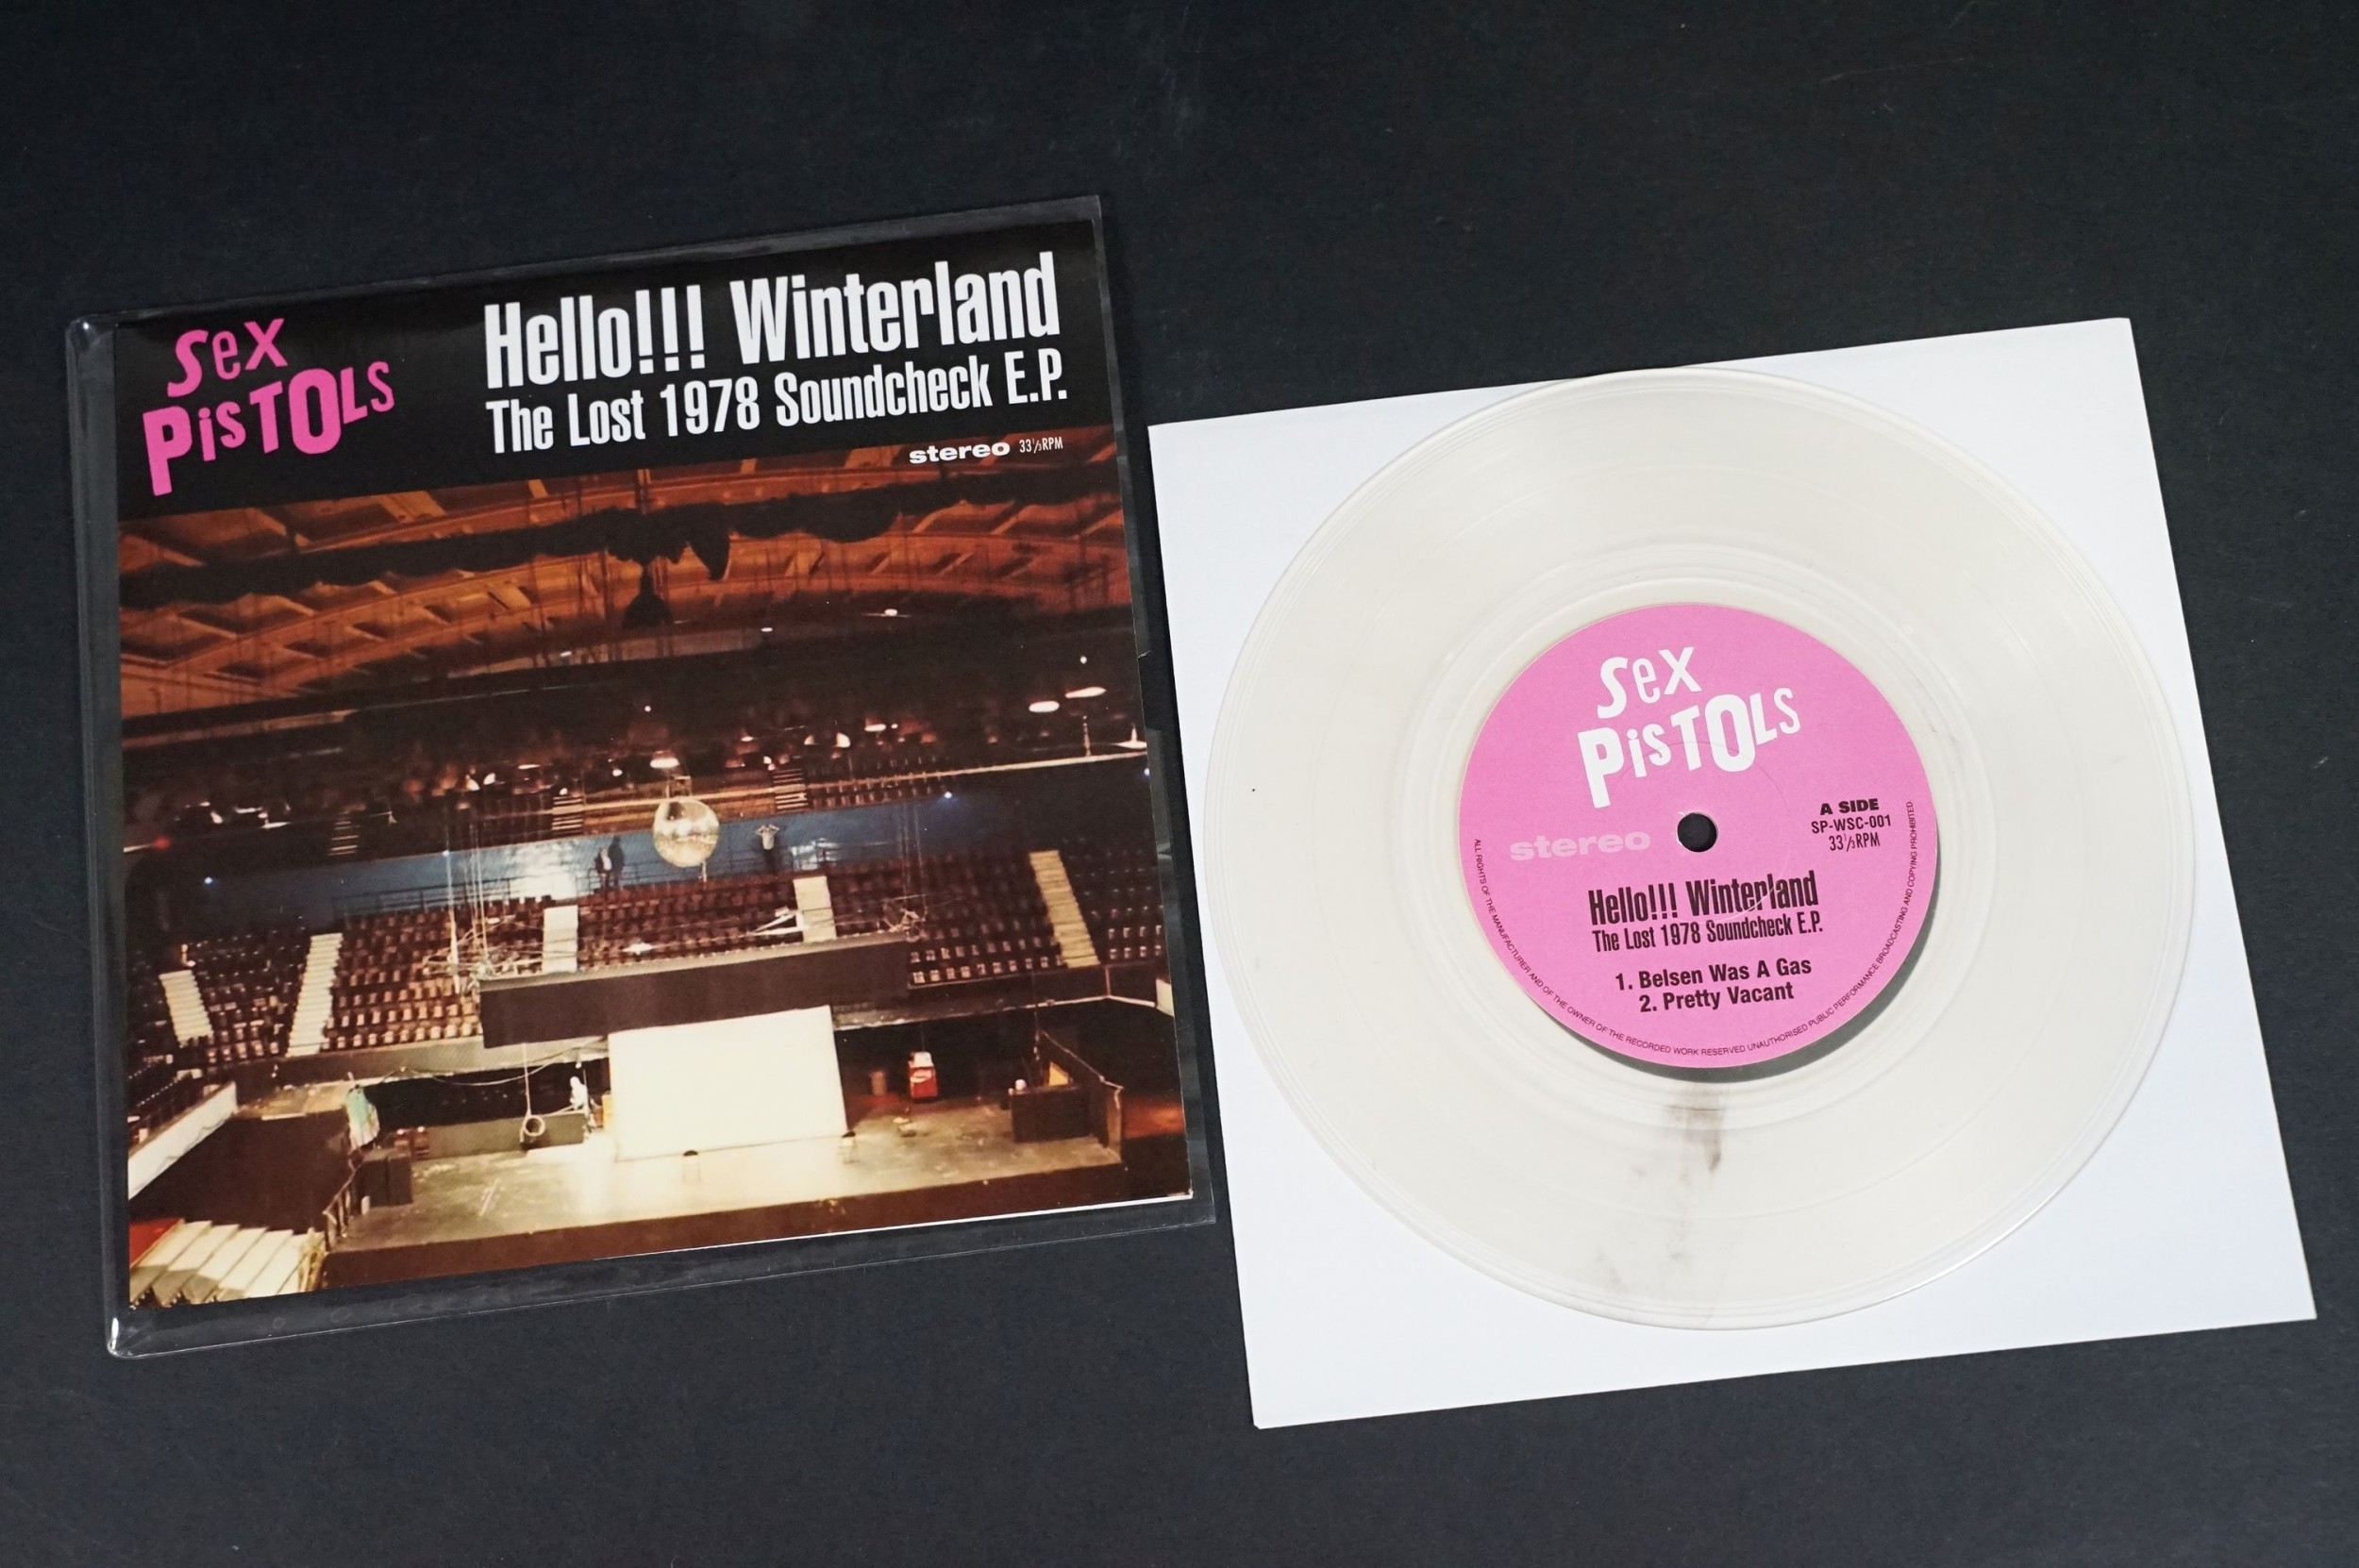 Sex
PisTOLS
Hello!!! Winterland
The Lost 1978 Soundcheck E.P.
stereo 33⅓RPM
Sex
PisTOLS
stereo
A SIDE
SP-WSC-001
33⅓RPM
Hello!!! Winterland
The Lost 1978 Soundcheck E.P.
1. Belsen Was A Gas
2. Pretty Vacant
ALL RIGHTS OF THE MANUFACTURER AND OF THE OWNER OF THE RECORDED WORK RESERVED UNAUTHORISED PUBLIC PERFORMANCE BROADCASTING AND COPYING PROHIBITED.